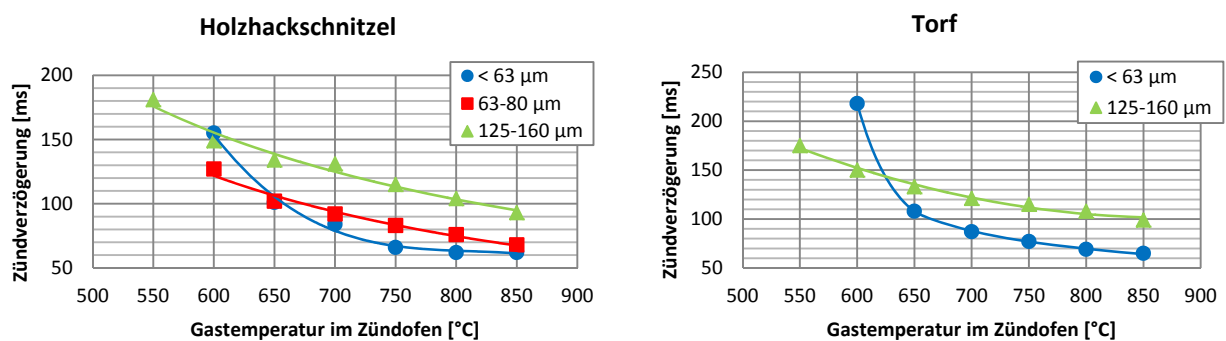 Holzhackschnitzel
Zündverzögerung [ms]
200
150
100
50
500 550 600 650 700 750 800 850 900
Gastemperatur im Zündofen [°C]
< 63 µm
63-80 µm
125-160 µm
Torf
Zündverzögerung [ms]
250
200
150
100
50
500 550 600 650 700 750 800 850 900
Gastemperatur im Zündofen [°C]
< 63 µm
125-160 µm